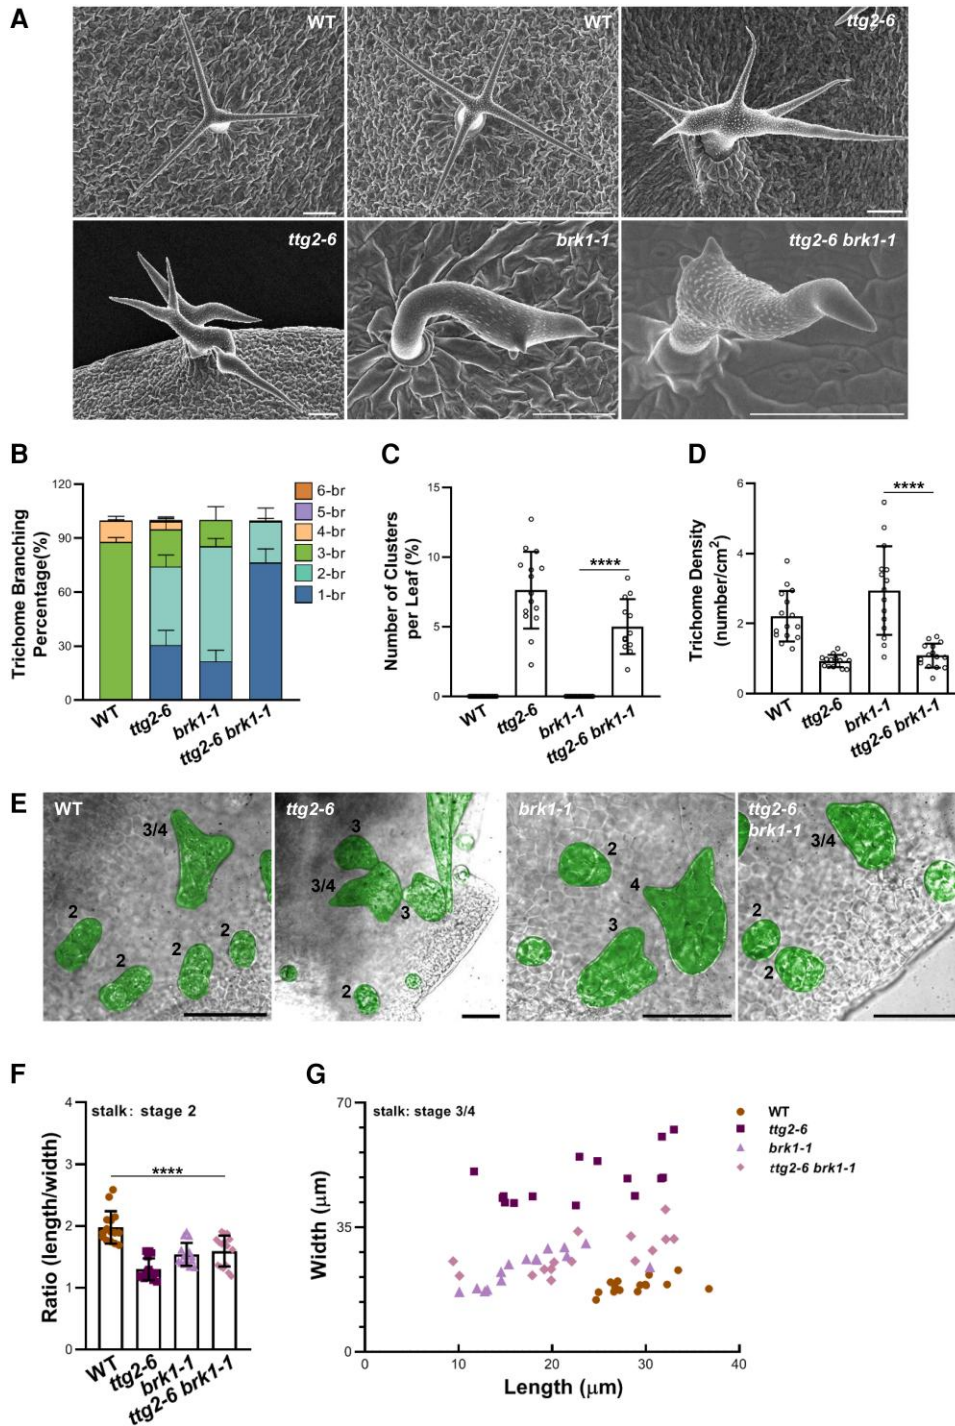 A
WT
WT
ttg2-6
ttg2-6
brk1-1
ttg2-6 brk1-1
B
Trichome Branching
Percentage(%)
120
90
60
30
0
WT
ttg2-6
brk1-1
ttg2-6 brk1-1
6-br
5-br
4-br
3-br
2-br
1-br
C
Number of Clusters
per Leaf (%)
15
10
5
0
****
WT
ttg2-6
brk1-1
ttg2-6 brk1-1
D
Trichome Density
(number/cm2)
6
4
2
0
****
WT
ttg2-6
brk1-1
ttg2-6 brk1-1
E
WT
3/4
2
2
2
2
ttg2-6
3
3/4
3
2
brk1-1
2
4
3
ttg2-6
brk1-1
3/4
2
2
F
stalk: stage 2
Ratio (length/width)
4
3
2
1
0
****
WT
ttg2-6
brk1-1
ttg2-6 brk1-1
G
stalk: stage 3/4
Width (μm)
70
35
0
0 10 20 30 40
Length (μm)
WT
ttg2-6
brk1-1
ttg2-6 brk1-1